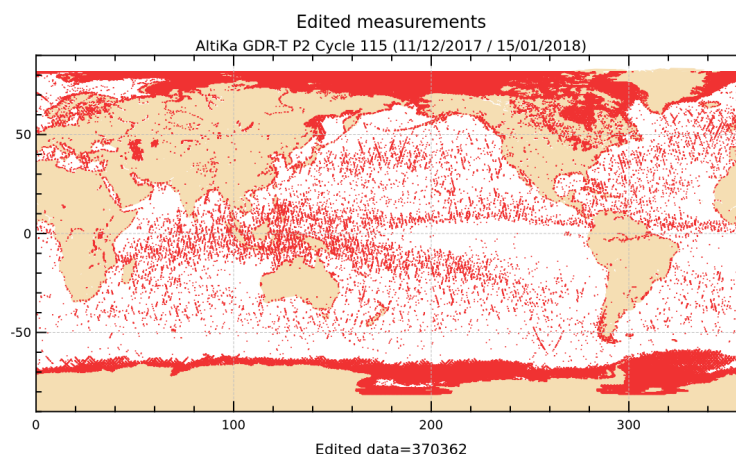 Edited measurements
AltiKa GDR-T P2 Cycle 115 (11/12/2017 / 15/01/2018)
50
0
-50
0 100 200 300
Edited data=370362